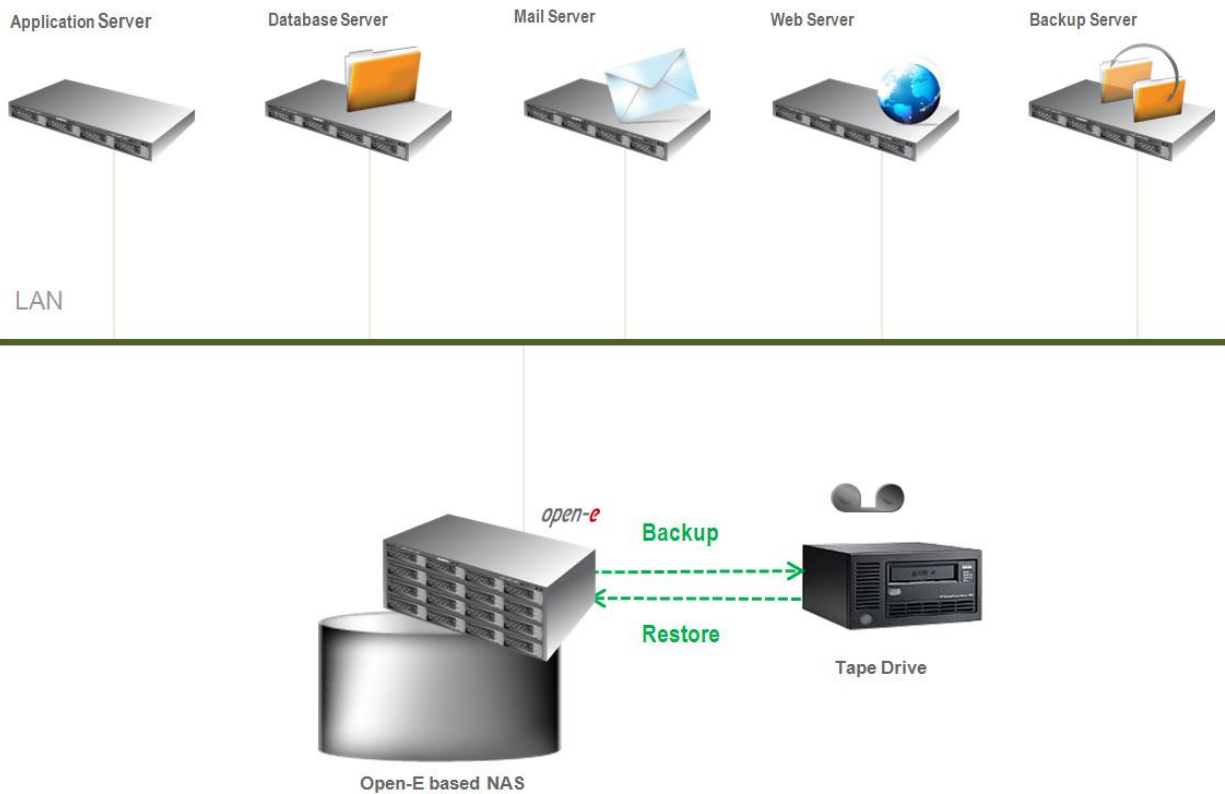 Application Server
Database Server
Mail Server
Web Server
Backup Server
LAN
open-e
Backup
Restore
Tape Drive
Open-E based NAS